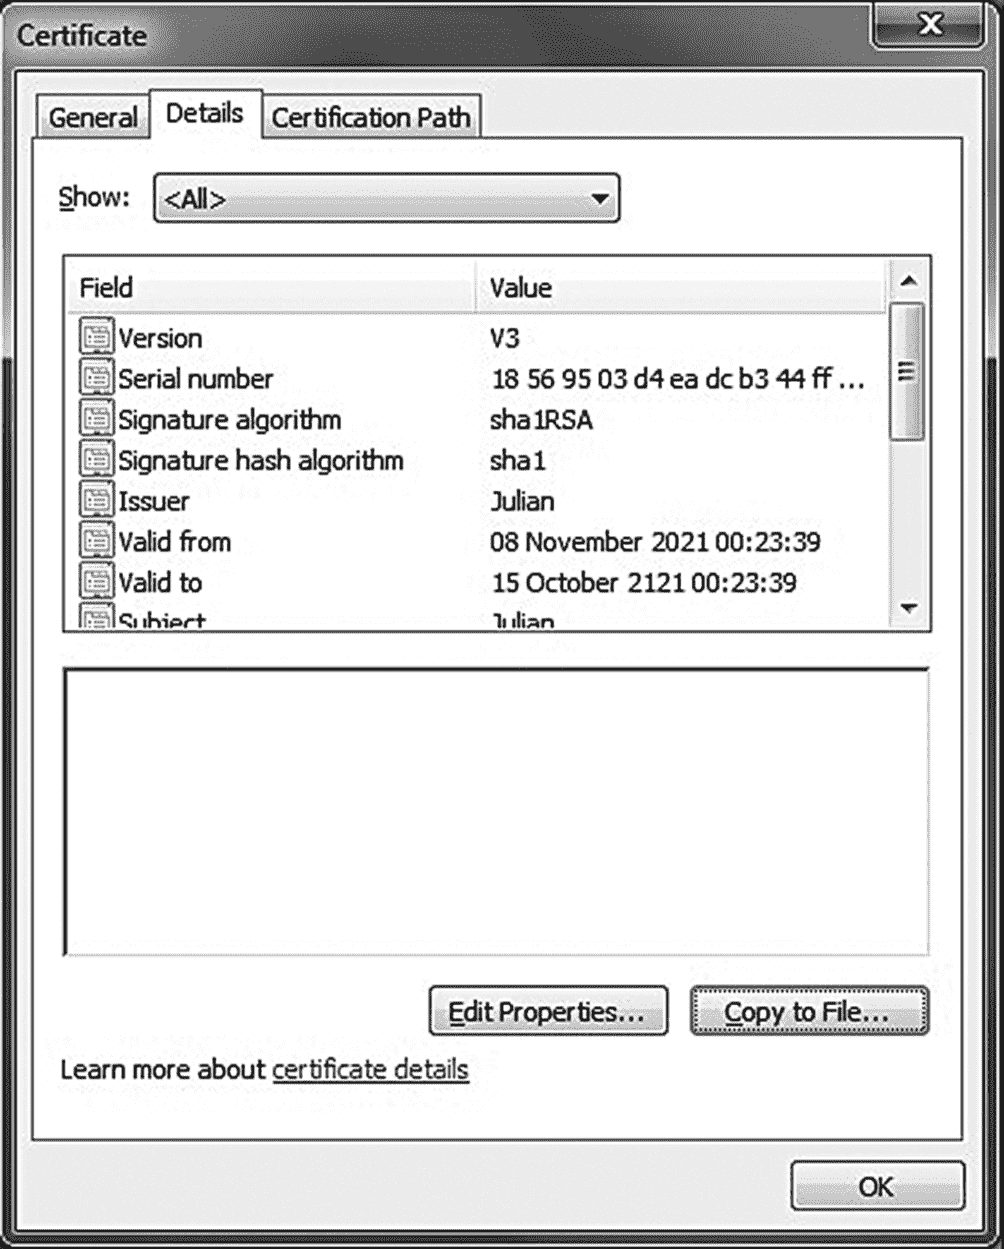 Certificate
General Details Certification Path
Show: <All>
Field Value
Version V3
Serial number 18 56 95 03 d4 ea dc b3 44 ff ...
Signature algorithm sha1RSA
Signature hash algorithm sha1
Issuer Julian
Valid from 08 November 2021 00:23:39
Valid to 15 October 2121 00:23:39
Subject Julian
Edit Properties... Copy to File...
Learn more about certificate details
OK